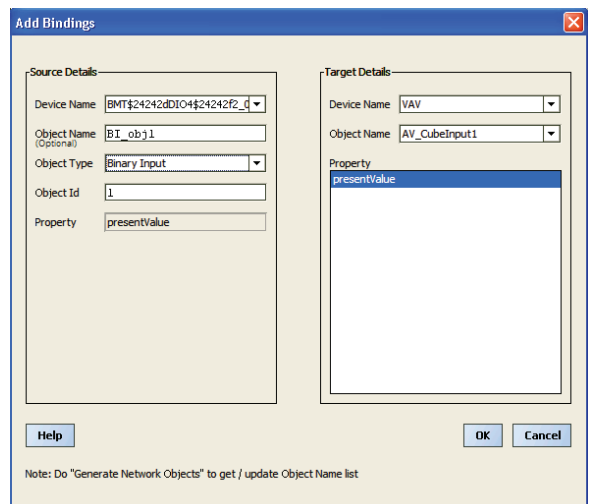 Add Bindings
Source Details
Device Name BMT$24242dDIO4$24242f2_0
Object Name BI_obj1
(Optional)
Object Type Binary Input
Object Id 1
Property presentValue
Target Details
Device Name VAV
Object Name AV_CubeInput1
Property
presentValue
Help
OK Cancel
Note: Do "Generate Network Objects" to get / update Object Name list